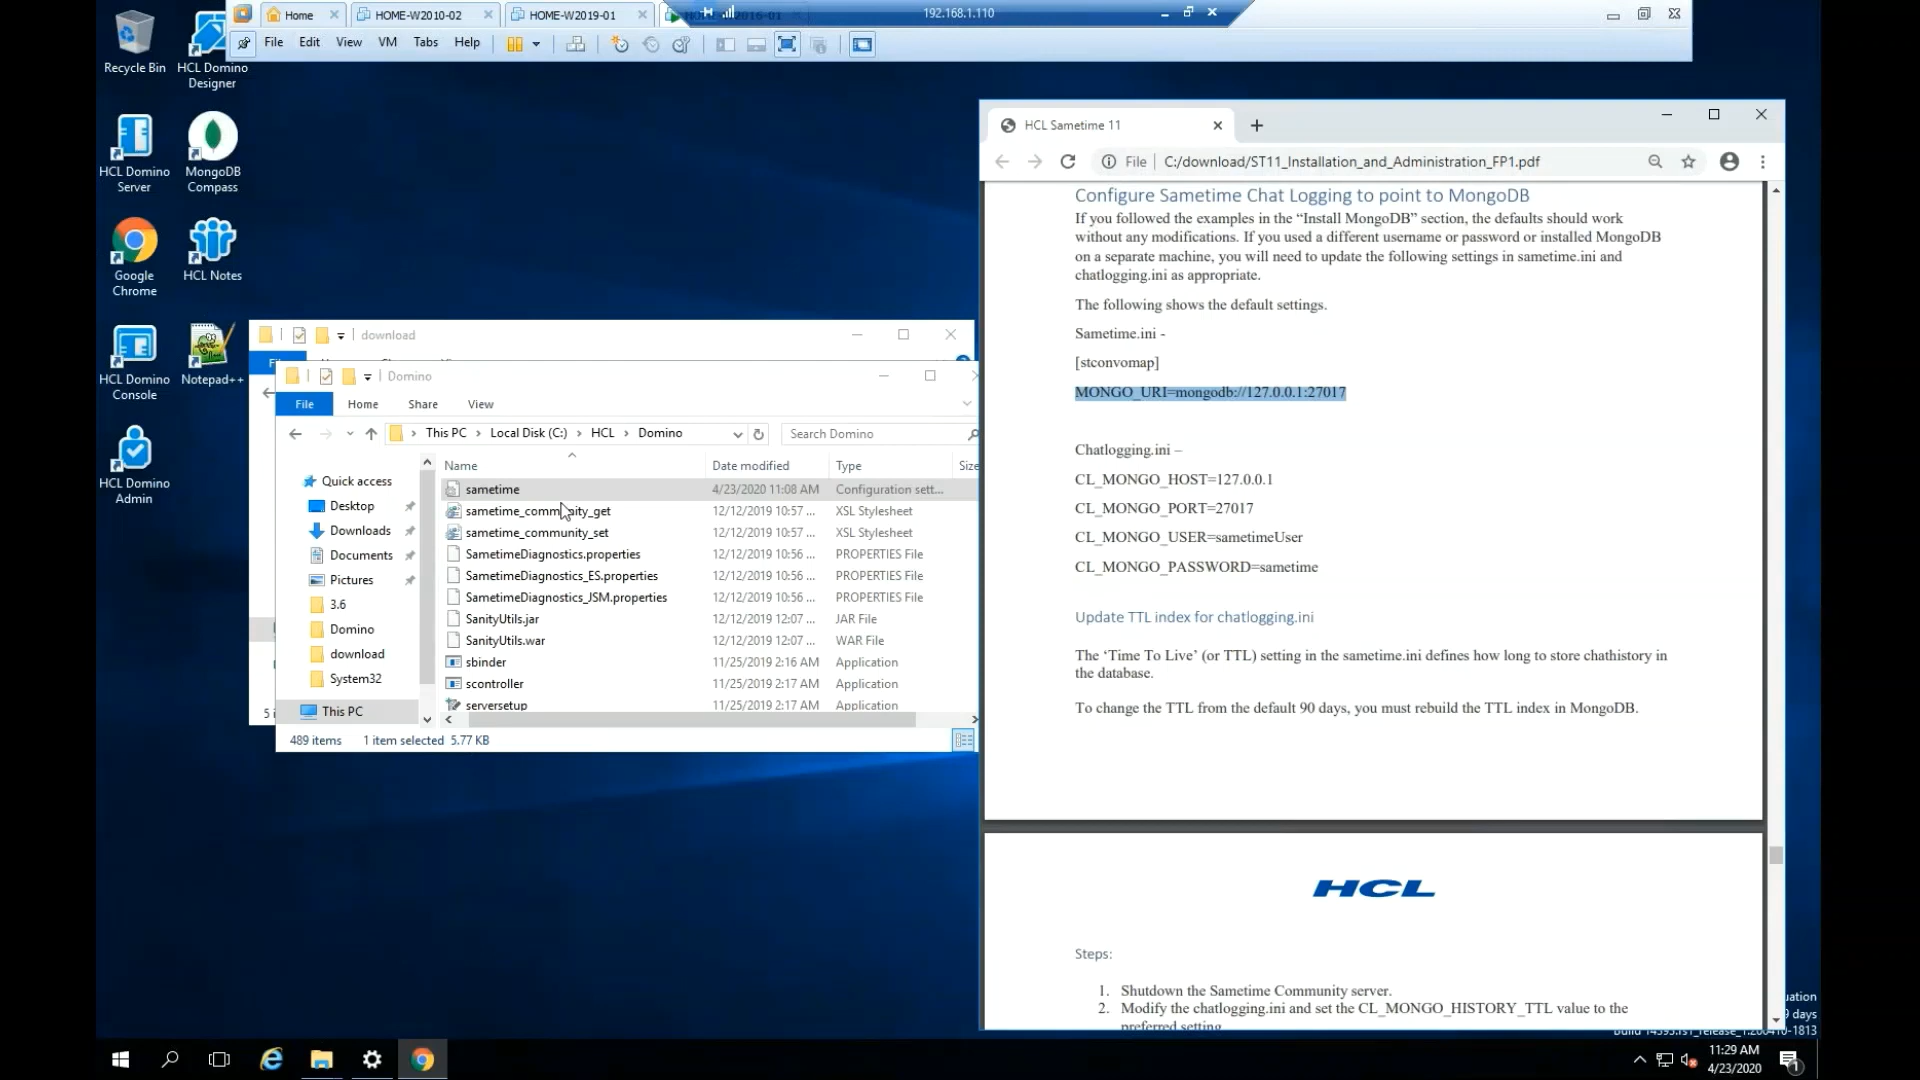 Home
HOME-W2010-02
HOME-W2019-01
192.168.1.110
File Edit View VM Tabs Help
Recycle Bin
HCL Domino Designer
HCL Domino Server
MongoDB Compass
Google Chrome
HCL Notes
HCL Domino Console
Notepad++
HCL Domino Admin
download
Domino
File Home Share View
This PC > Local Disk (C:) > HCL > Domino
Search Domino
Name Date modified Type Size
Quick access
Desktop
Downloads
Documents
Pictures
3.6
Domino
download
System32
This PC
sametime 4/23/2020 11:08 AM Configuration sett...
sametime_community_get 12/12/2019 10:57 ... XSL Stylesheet
sametime_community_set 12/12/2019 10:57 ... XSL Stylesheet
SametimeDiagnostics.properties 12/12/2019 10:56 ... PROPERTIES File
SametimeDiagnostics_ES.properties 12/12/2019 10:56 ... PROPERTIES File
SametimeDiagnostics_JSM.properties 12/12/2019 10:56 ... PROPERTIES File
SanityUtils.jar 12/12/2019 12:07 ... JAR File
SanityUtils.war 12/12/2019 12:07 ... WAR File
sbinder 11/25/2019 2:16 AM Application
scontroller 11/25/2019 2:17 AM Application
serversetup 11/25/2019 2:17 AM Application
489 items 1 item selected 5.77 KB
HCL Sametime 11
File C:/download/ST11_Installation_and_Administration_FP1.pdf
Configure Sametime Chat Logging to point to MongoDB
If you followed the examples in the “Install MongoDB” section, the defaults should work
without any modifications. If you used a different username or password or installed MongoDB
on a separate machine, you will need to update the following settings in sametime.ini and
chatlogging.ini as appropriate.
The following shows the default settings.
Sametime.ini -
[stconvomap]
MONGO_URI=mongodb://127.0.0.1:27017
Chatlogging.ini –
CL_MONGO_HOST=127.0.0.1
CL_MONGO_PORT=27017
CL_MONGO_USER=sametimeUser
CL_MONGO_PASSWORD=sametime
Update TTL index for chatlogging.ini
The ‘Time To Live’ (or TTL) setting in the sametime.ini defines how long to store chathistory in
the database.
To change the TTL from the default 90 days, you must rebuild the TTL index in MongoDB.
HCL
Steps:
1. Shutdown the Sametime Community server.
2. Modify the chatlogging.ini and set the CL_MONGO_HISTORY_TTL value to the
preferred setting
11:29 AM
4/23/2020
1